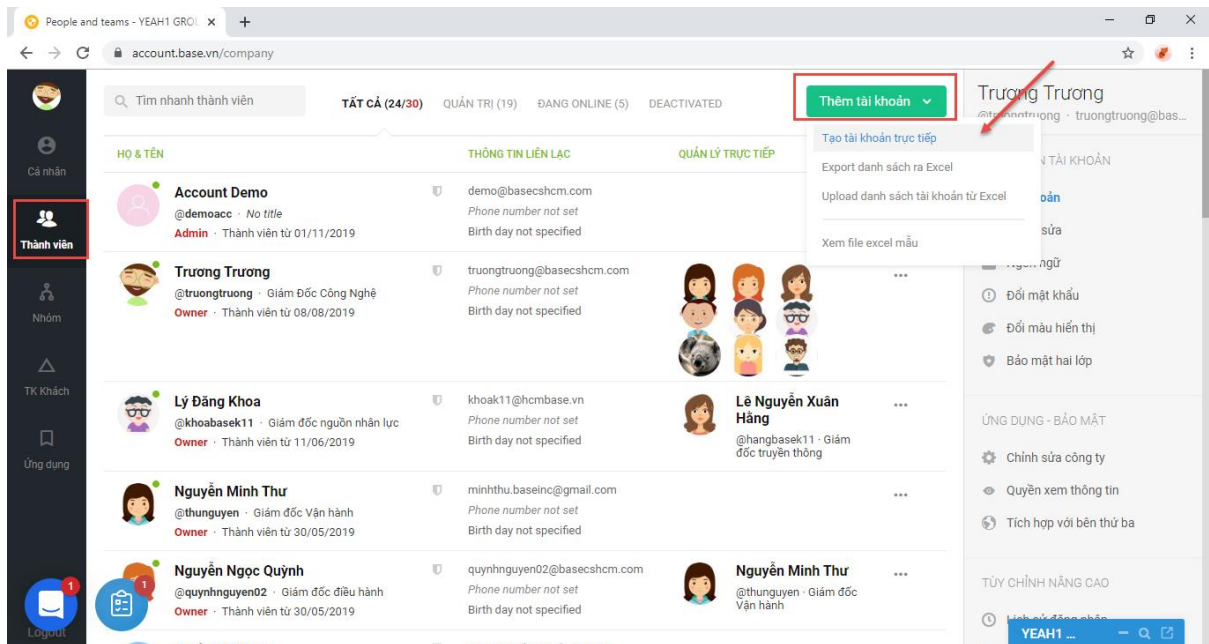 People and teams - YEAH1 GROU
account.base.vn/company
Tìm nhanh thành viên
TẤT CẢ (24/30) QUẢN TRỊ (19) ĐANG ONLINE (5) DEACTIVATED
Thêm tài khoản
Trương Trương
@truongtruong · truongtruong@bas...
Cá nhân
Thành viên
Nhóm
TK Khách
Ứng dụng
Logout
HỌ & TÊN THÔNG TIN LIÊN LẠC QUẢN LÝ TRỰC TIẾP
Tạo tài khoản trực tiếp
Export danh sách ra Excel
Upload danh sách tài khoản từ Excel
Xem file excel mẫu
Account Demo
@demoacc · No title
Admin · Thành viên từ 01/11/2019
demo@basecshcm.com
Phone number not set
Birth day not specified
Trương Trương
@truongtruong · Giám Đốc Công Nghệ
Owner · Thành viên từ 08/08/2019
truongtruong@basecshcm.com
Phone number not set
Birth day not specified
Lý Đăng Khoa
@khoabasek11 · Giám đốc nguồn nhân lực
Owner · Thành viên từ 11/06/2019
khoak11@hcmbase.vn
Phone number not set
Birth day not specified
Lê Nguyễn Xuân
Hằng
@hangbasek11 · Giám
đốc truyền thông
Nguyễn Minh Thư
@thunguyen · Giám đốc Vận hành
Owner · Thành viên từ 30/05/2019
minhthu.baseinc@gmail.com
Phone number not set
Birth day not specified
Nguyễn Ngọc Quỳnh
@quynhnguyen02 · Giám đốc điều hành
Owner · Thành viên từ 30/05/2019
quynhnguyen02@basecshcm.com
Phone number not set
Birth day not specified
Nguyễn Minh Thư
@thunguyen · Giám đốc
Vận hành
1
1
TÀI KHOẢN
oản
sửa
Ngôn ngữ
Đổi mật khẩu
Đổi màu hiển thị
Bảo mật hai lớp
ỨNG DỤNG - BẢO MẬT
Chỉnh sửa công ty
Quyền xem thông tin
Tích hợp với bên thứ ba
TÙY CHỈNH NÂNG CAO
Lịch sử đăng nhập
YEAH1 ...